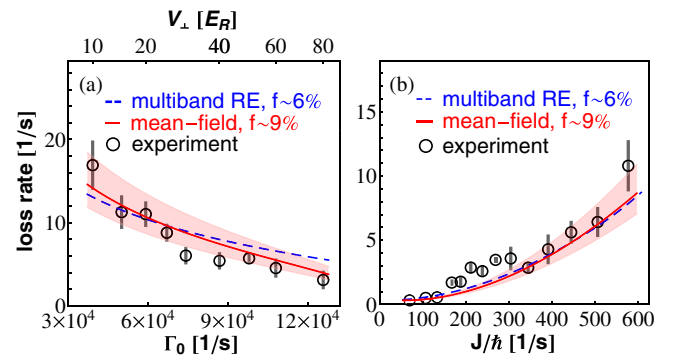 V⊥ [E_R]
10 20 40 60 80
(a)
multiband RE, f~6%
mean-field, f~9%
experiment
loss rate [1/s]
20
10
0
3×10⁴ 6×10⁴ 9×10⁴ 12×10⁴
Γ₀ [1/s]
(b)
multiband RE, f~6%
mean-field, f~9%
experiment
15
10
5
0
0 100 200 300 400 500 600
J/ħ [1/s]